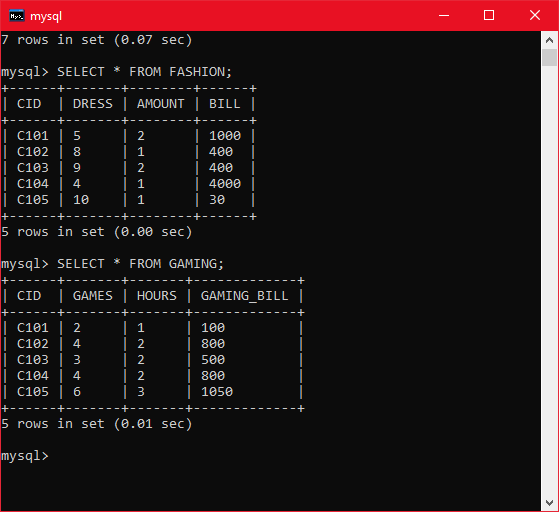 mysql
7 rows in set (0.07 sec)
mysql> SELECT * FROM FASHION;
+------+-------+--------+------+
| CID  | DRESS | AMOUNT | BILL |
+------+-------+--------+------+
| C101 | 5     | 2      | 1000 |
| C102 | 8     | 1      | 400  |
| C103 | 9     | 2      | 400  |
| C104 | 4     | 1      | 4000 |
| C105 | 10    | 1      | 30   |
+------+-------+--------+------+
5 rows in set (0.00 sec)
mysql> SELECT * FROM GAMING;
+------+-------+-------+-------------+
| CID  | GAMES | HOURS | GAMING_BILL |
+------+-------+-------+-------------+
| C101 | 2     | 1     | 100         |
| C102 | 4     | 2     | 800         |
| C103 | 3     | 2     | 500         |
| C104 | 4     | 2     | 800         |
| C105 | 6     | 3     | 1050        |
+------+-------+-------+-------------+
5 rows in set (0.01 sec)
mysql>